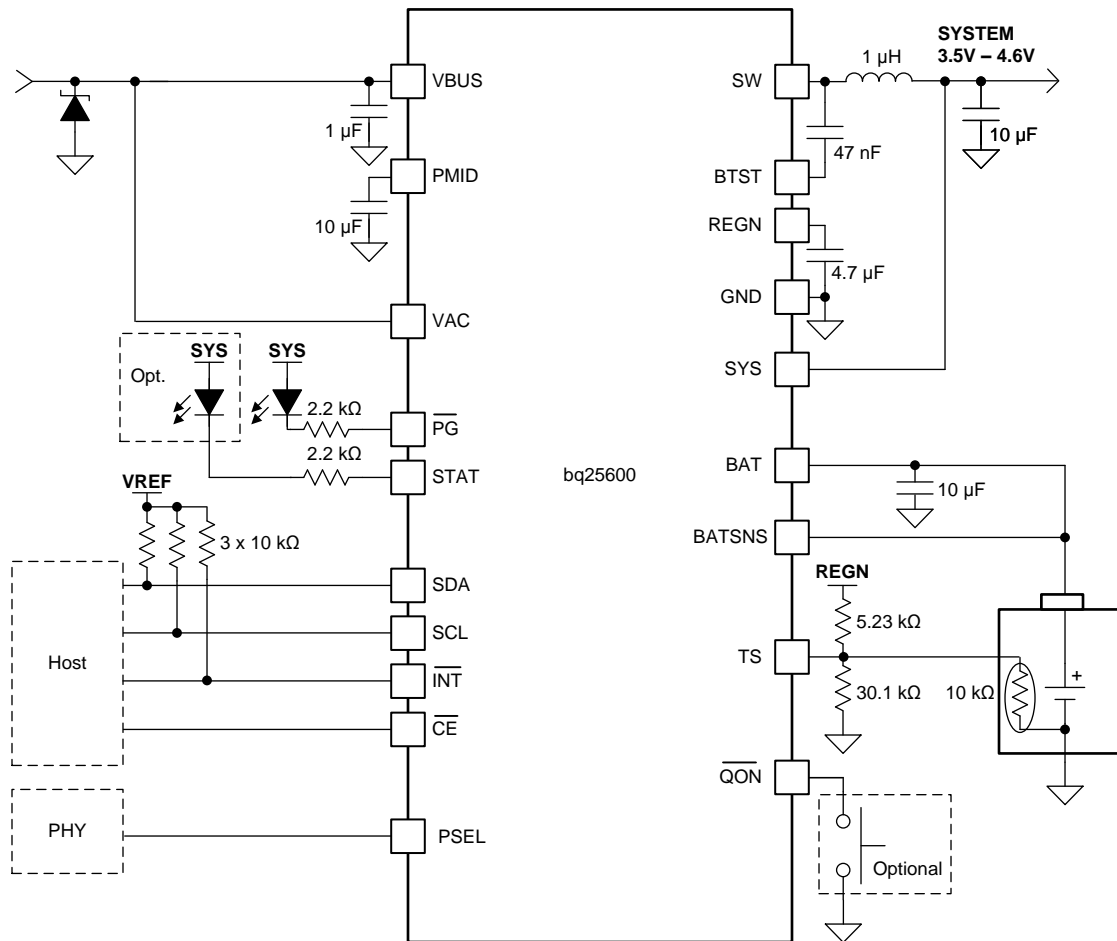 SYSTEM
3.5V – 4.6V
1 µH
VBUS
SW
1 µF
10 µF
47 nF
PMID
BTST
10 µF
REGN
4.7 µF
GND
VAC
SYS
SYS
SYS
Opt.
2.2 kΩ
PG
2.2 kΩ
STAT
bq25600
BAT
10 µF
VREF
3 x 10 kΩ
BATSNS
REGN
SDA
5.23 kΩ
SCL
TS
Host
INT
30.1 kΩ
10 kΩ
+
CE
QON
PHY
PSEL
Optional